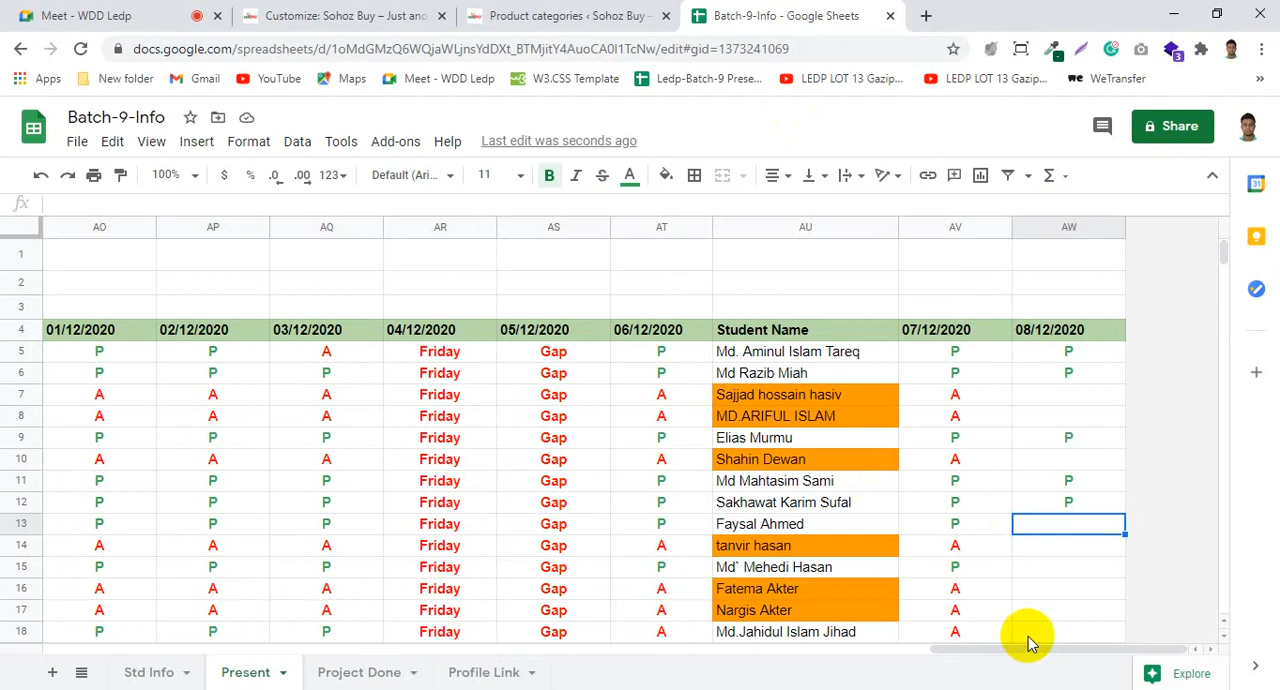 Meet - WDD Ledp
Customize: Sohoz Buy – Just ano
Product categories ‹ Sohoz Buy –
Batch-9-Info - Google Sheets
docs.google.com/spreadsheets/d/1oMdGMzQ6WQjaWLjnsYdDXt_BTMjitY4AuoCA0I1TcNw/edit#gid=1373241069
Apps New folder Gmail YouTube Maps Meet - WDD Ledp W3.CSS Template Ledp-Batch-9 Prese... LEDP LOT 13 Gazip... LEDP LOT 13 Gazip... WeTransfer »
Batch-9-Info
File Edit View Insert Format Data Tools Add-ons Help Last edit was seconds ago
Share
100% $ % .0 .00 123 Default (Ari... 11 B I S A Σ
fx
AO AP AQ AR AS AT AU AV AW
1
2
3
4 01/12/2020 02/12/2020 03/12/2020 04/12/2020 05/12/2020 06/12/2020 Student Name 07/12/2020 08/12/2020
5 P P A Friday Gap P Md. Aminul Islam Tareq P P
6 P P P Friday Gap P Md Razib Miah P P
7 A A A Friday Gap A Sajjad hossain hasiv A
8 A A A Friday Gap A MD.ARIFUL ISLAM A
9 P P P Friday Gap P Elias Murmu P P
10 A A A Friday Gap A Shahin Dewan A
11 P P P Friday Gap P Md Mahtasim Sami P P
12 P P P Friday Gap P Sakhawat Karim Sufal P P
13 P P P Friday Gap P Faysal Ahmed P
14 A A A Friday Gap A tanvir hasan A
15 P P P Friday Gap P Md` Mehedi Hasan P
16 A A A Friday Gap A Fatema Akter A
17 A A A Friday Gap A Nargis Akter A
18 P P P Friday Gap A Md.Jahidul Islam Jihad A
Std Info Present Project Done Profile Link Explore